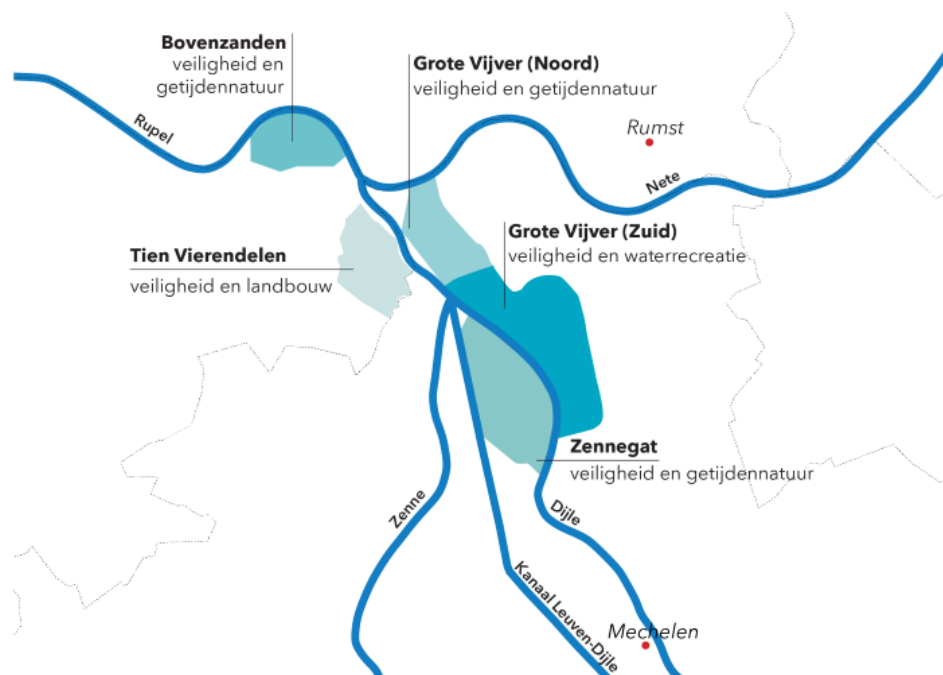 Bovenzanden
veiligheid en
getijdennatuur
Grote Vijver (Noord)
veiligheid en getijdennatuur
Rupel
Rumst
Nete
Grote Vijver (Zuid)
veiligheid en waterrecreatie
Tien Vierendelen
veiligheid en landbouw
Zennegat
veiligheid en getijdennatuur
Zenne
Dijle
Kanaal Leuven-Dijle
Mechelen